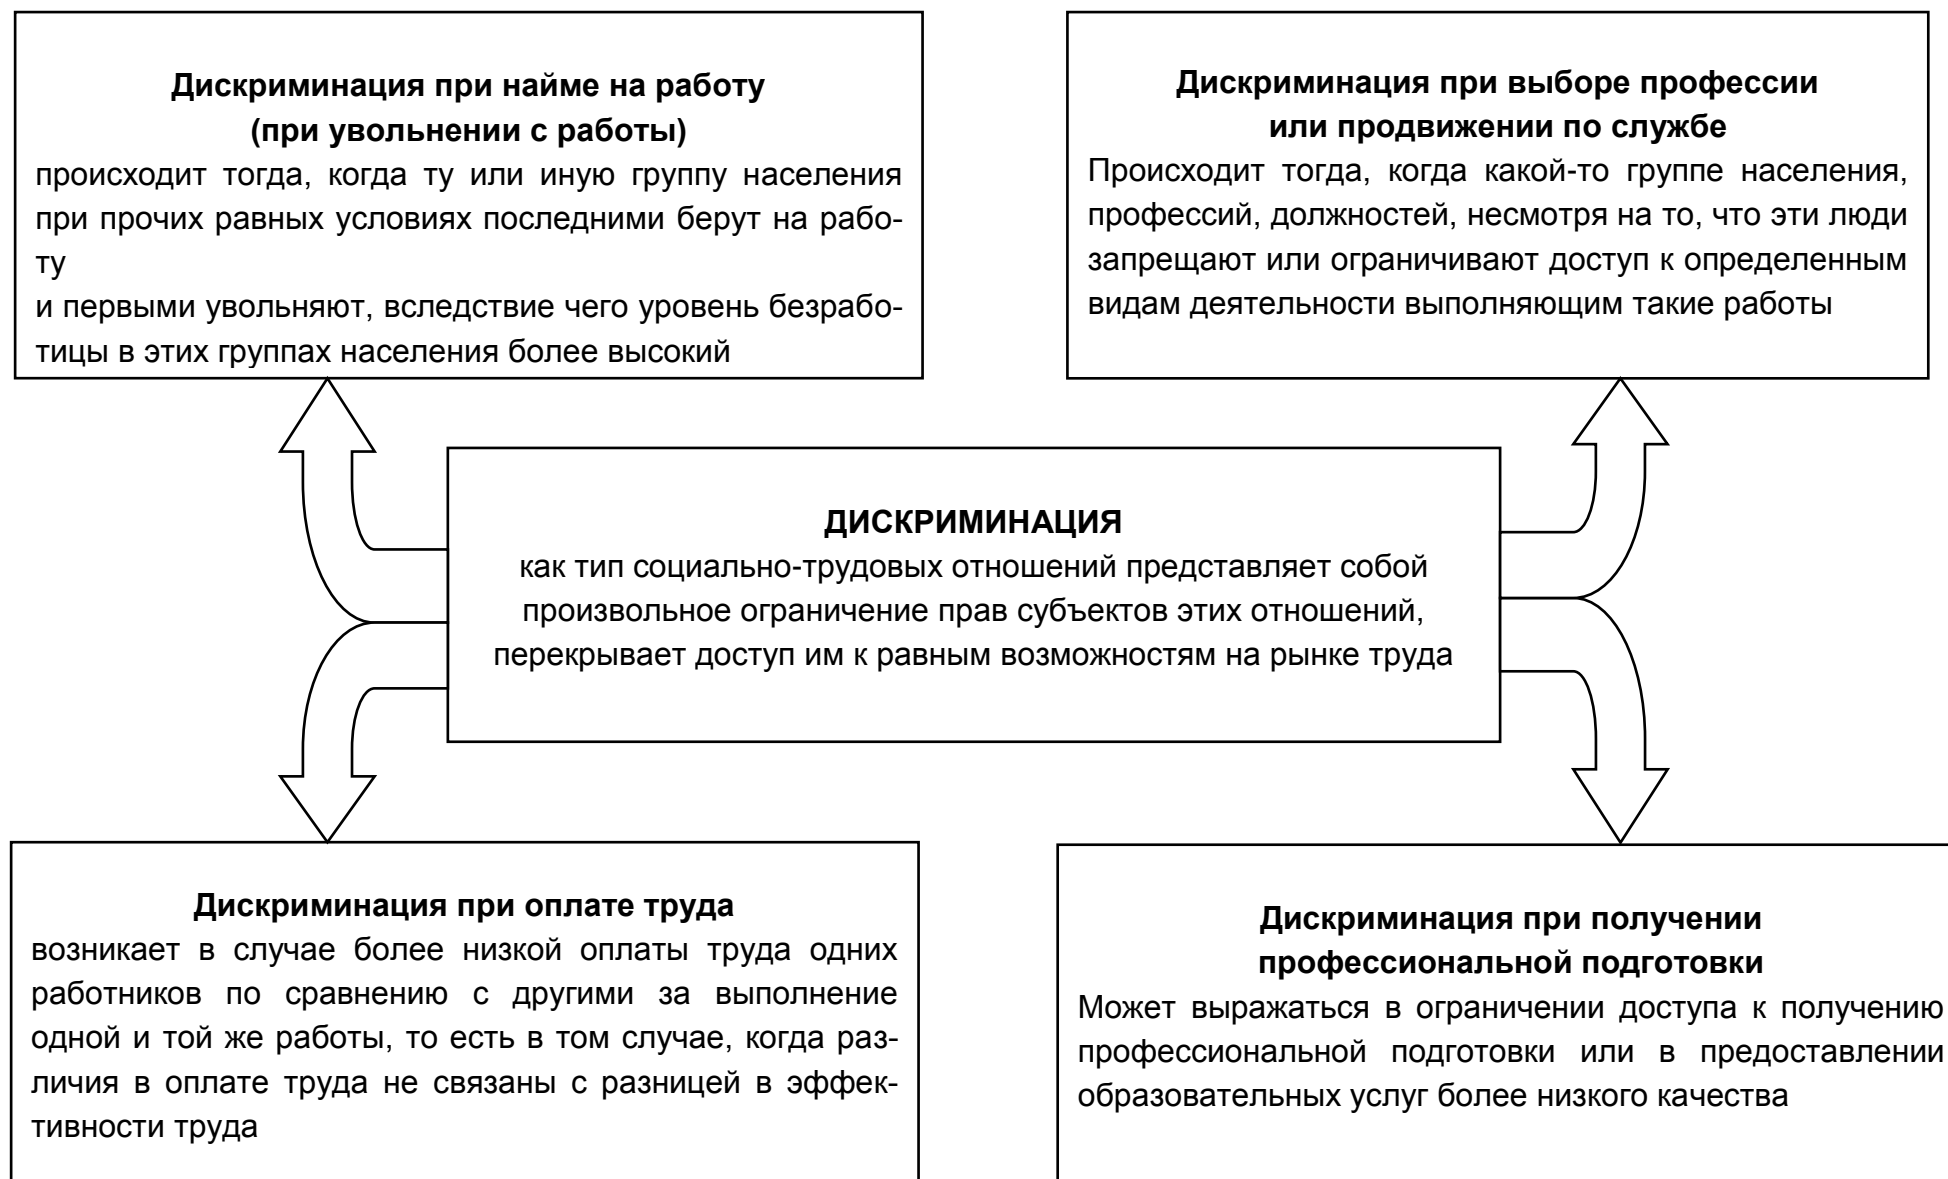 Дискриминация при найме на работу
(при увольнении с работы)
происходит тогда, когда ту или иную группу населения
при прочих равных условиях последними берут на рабо-
ту
и первыми увольняют, вследствие чего уровень безрабо-
тицы в этих группах населения более высокий
Дискриминация при выборе профессии
или продвижении по службе
Происходит тогда, когда какой-то группе населения,
профессий, должностей, несмотря на то, что эти люди
запрещают или ограничивают доступ к определенным
видам деятельности выполняющим такие работы
ДИСКРИМИНАЦИЯ
как тип социально-трудовых отношений представляет собой
произвольное ограничение прав субъектов этих отношений,
перекрывает доступ им к равным возможностям на рынке труда
Дискриминация при оплате труда
возникает в случае более низкой оплаты труда одних
работников по сравнению с другими за выполнение
одной и той же работы, то есть в том случае, когда раз-
личия в оплате труда не связаны с разницей в эффек-
тивности труда
Дискриминация при получении
профессиональной подготовки
Может выражаться в ограничении доступа к получению
профессиональной подготовки или в предоставлении
образовательных услуг более низкого качества